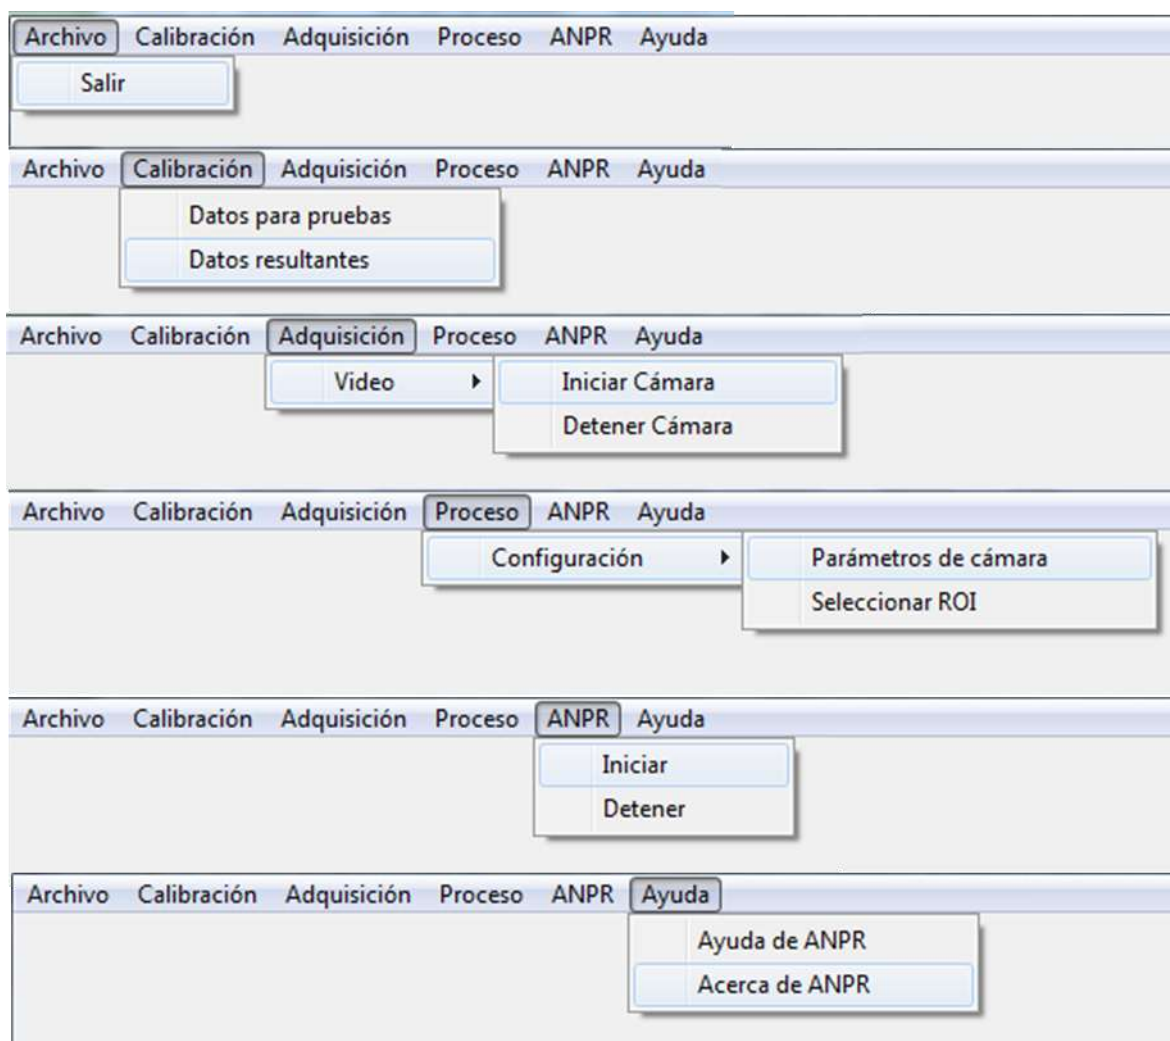 Archivo Calibración Adquisición Proceso ANPR Ayuda
Salir
Archivo Calibración Adquisición Proceso ANPR Ayuda
Datos para pruebas
Datos resultantes
Archivo Calibración Adquisición Proceso ANPR Ayuda
Video Iniciar Cámara
Detener Cámara
Archivo Calibración Adquisición Proceso ANPR Ayuda
Configuración Parámetros de cámara
Seleccionar ROI
Archivo Calibración Adquisición Proceso ANPR Ayuda
Iniciar
Detener
Archivo Calibración Adquisición Proceso ANPR Ayuda
Ayuda de ANPR
Acerca de ANPR